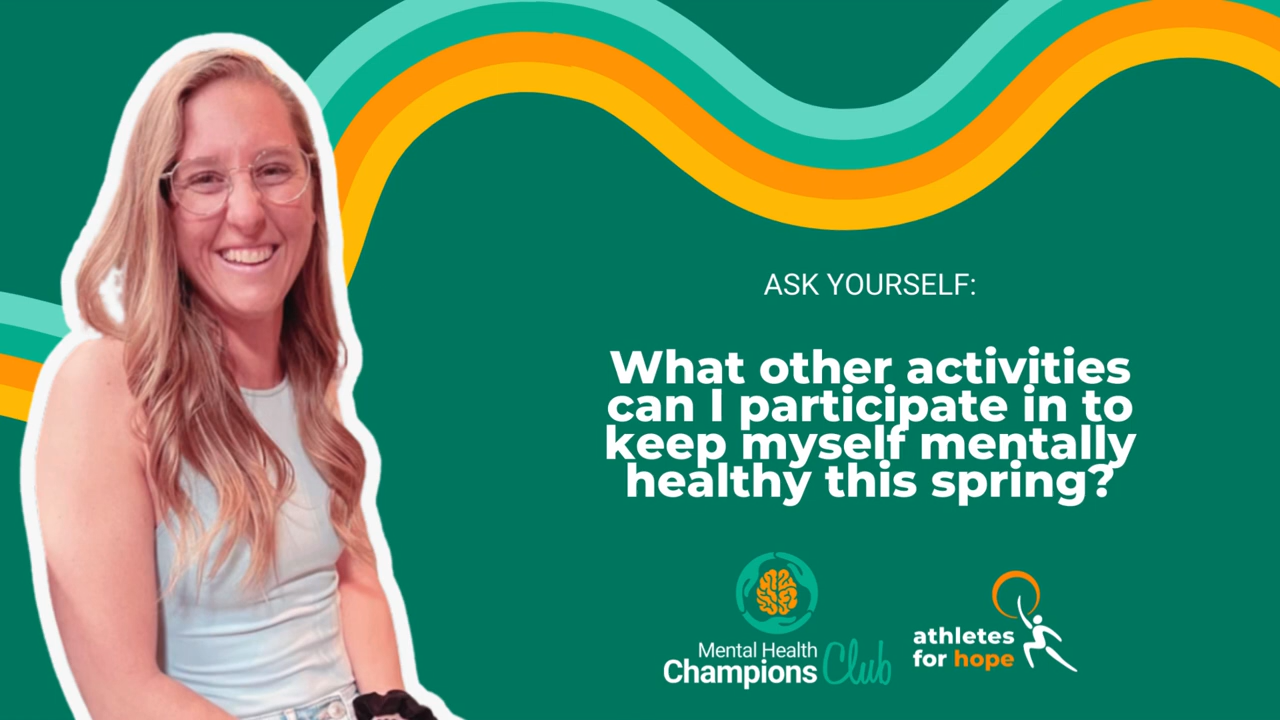 ASK YOURSELF:
What other activities
can I participate in to
keep myself mentally
healthy this spring?
Mental Health
Champions Club
athletes
for hope